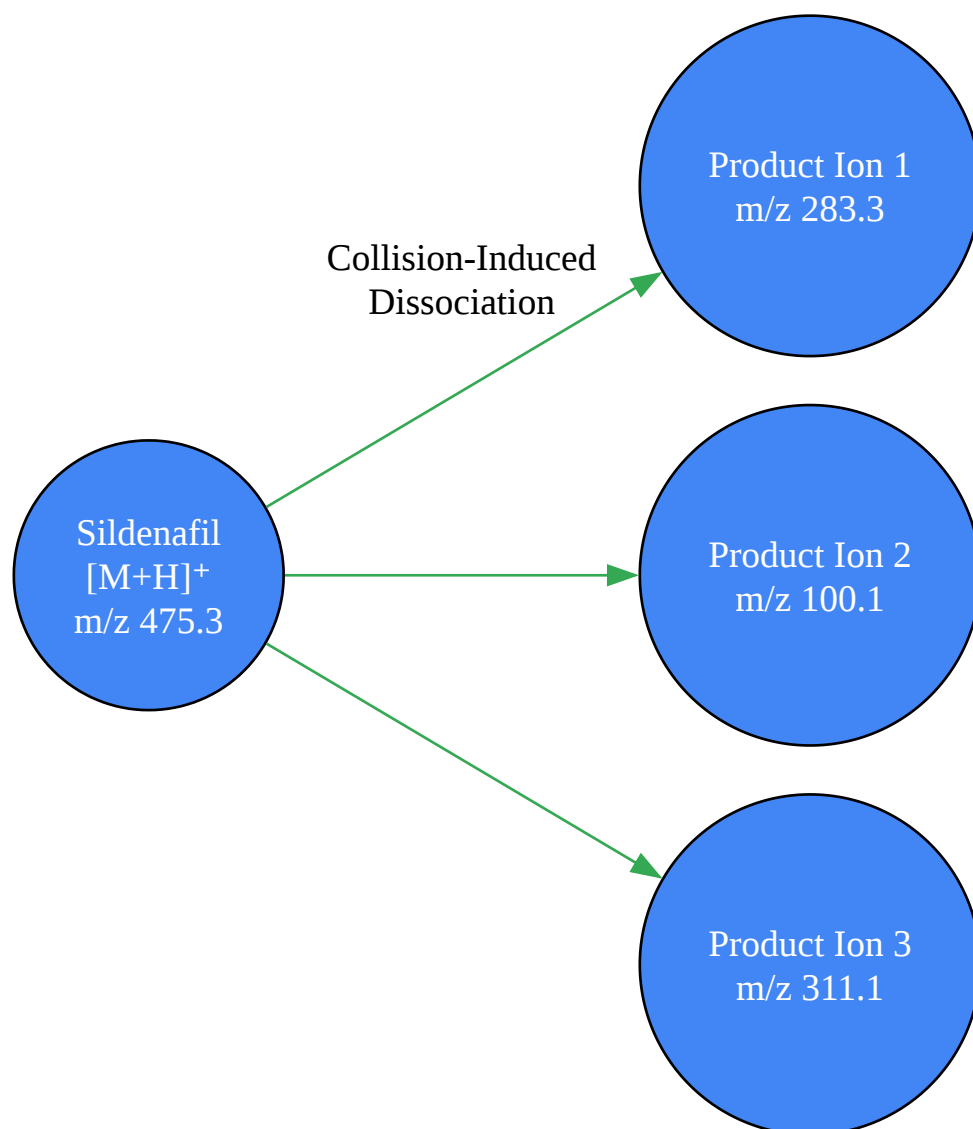 Product Ion 1
m/z 283.3
Collision-Induced
Dissociation
Sildenafil
[M+H]⁺
m/z 475.3
Product Ion 2
m/z 100.1
Product Ion 3
m/z 311.1